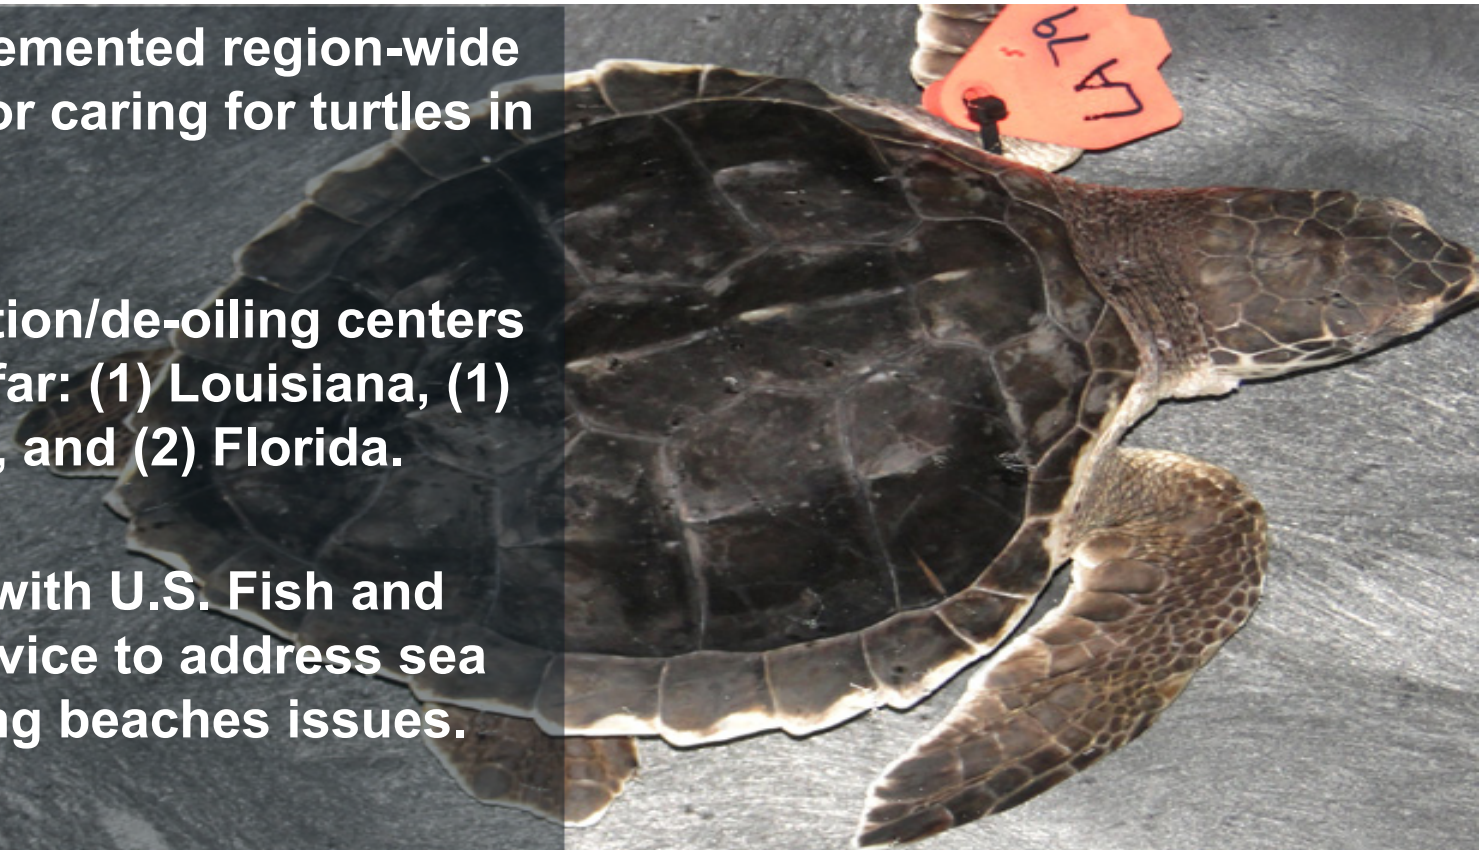 emented region-wide
or caring for turtles in
tion/de-oiling centers
far: (1) Louisiana, (1)
, and (2) Florida.
with U.S. Fish and
vice to address sea
ng beaches issues.
LA 79